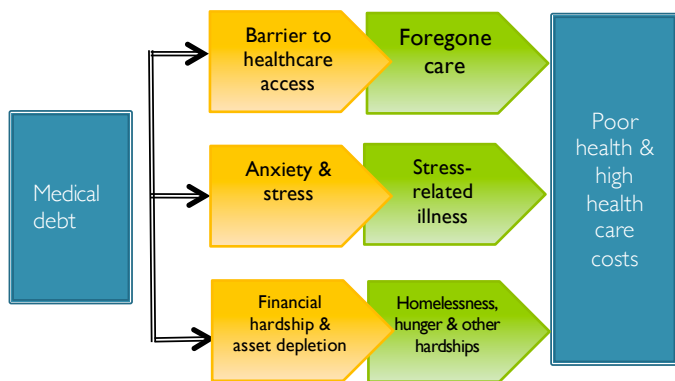 Medical
debt
Barrier to
healthcare
access
Foregone
care
Anxiety &
stress
Stress-
related
illness
Financial
hardship &
asset depletion
Homelessness,
hunger & other
hardships
Poor
health &
high
health
care
costs